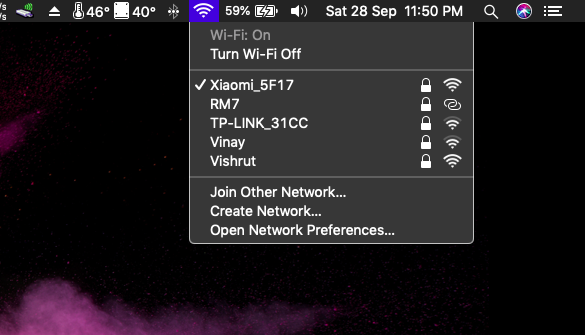 46° 40° 59% Sat 28 Sep 11:50 PM
Wi-Fi: On
Turn Wi-Fi Off
Xiaomi_5F17
RM7
TP-LINK_31CC
Vinay
Vishrut
Join Other Network...
Create Network...
Open Network Preferences...